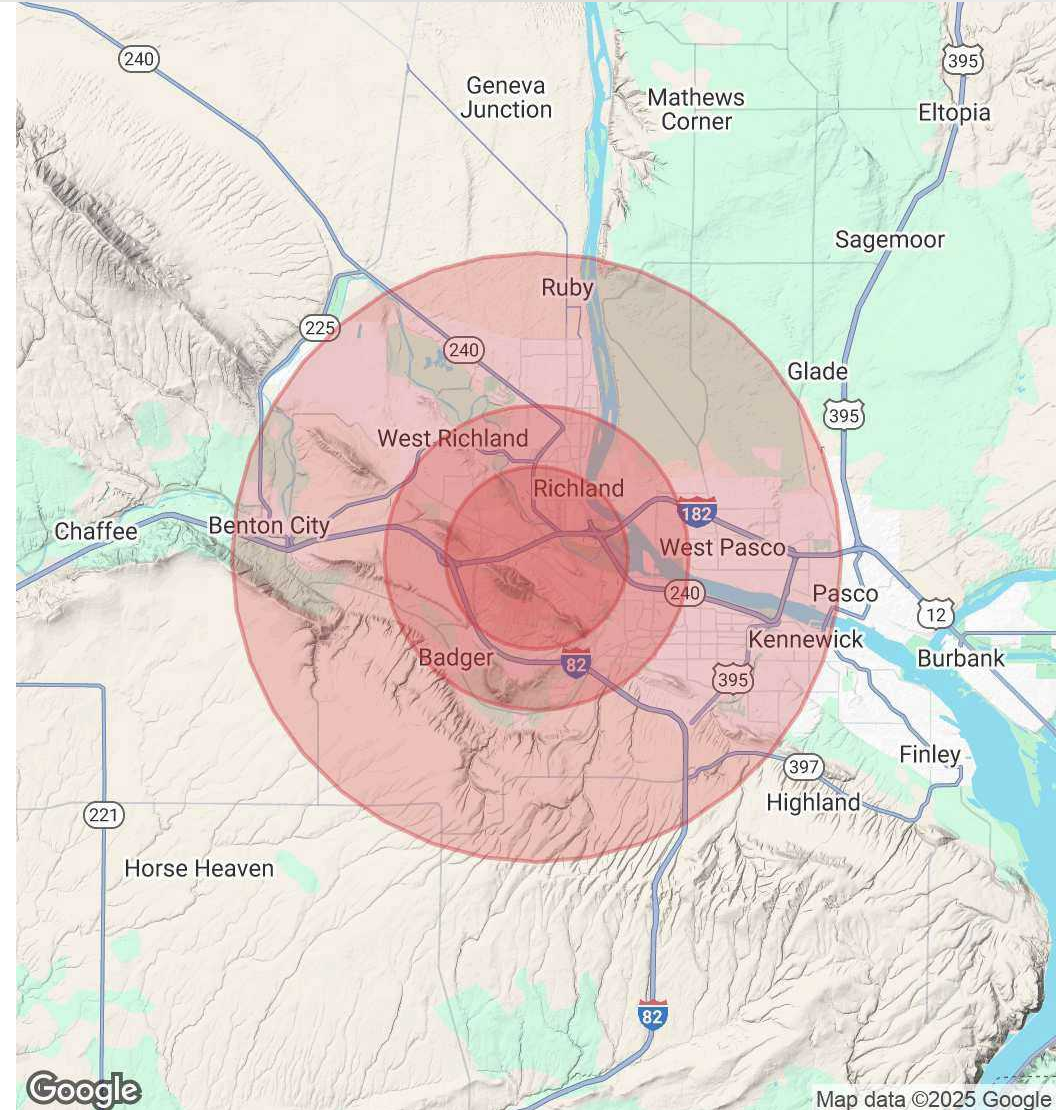 240
395
Geneva
Junction
Mathews
Corner
Eltopia
Sagemoor
Ruby
225
240
Glade
395
West Richland
Richland
182
Chaffee
Benton City
West Pasco
240
Pasco
12
Kennewick
Badger
82
Burbank
395
Finley
397
Highland
221
Horse Heaven
82
Google
Map data ©2025 Google